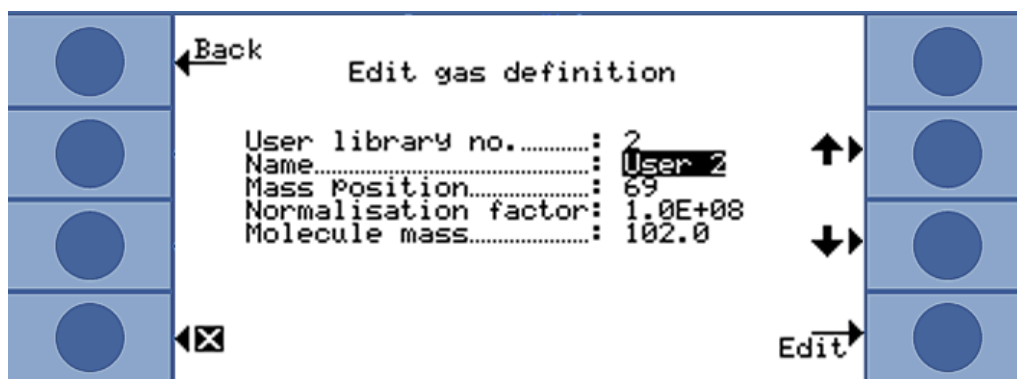 Back
Edit gas definition
User library no..........: 2
Name.....................: User 2
Mass Position............: 69
Normalisation factor: 1.0E+08
Molecule mass............: 102.0
Edit